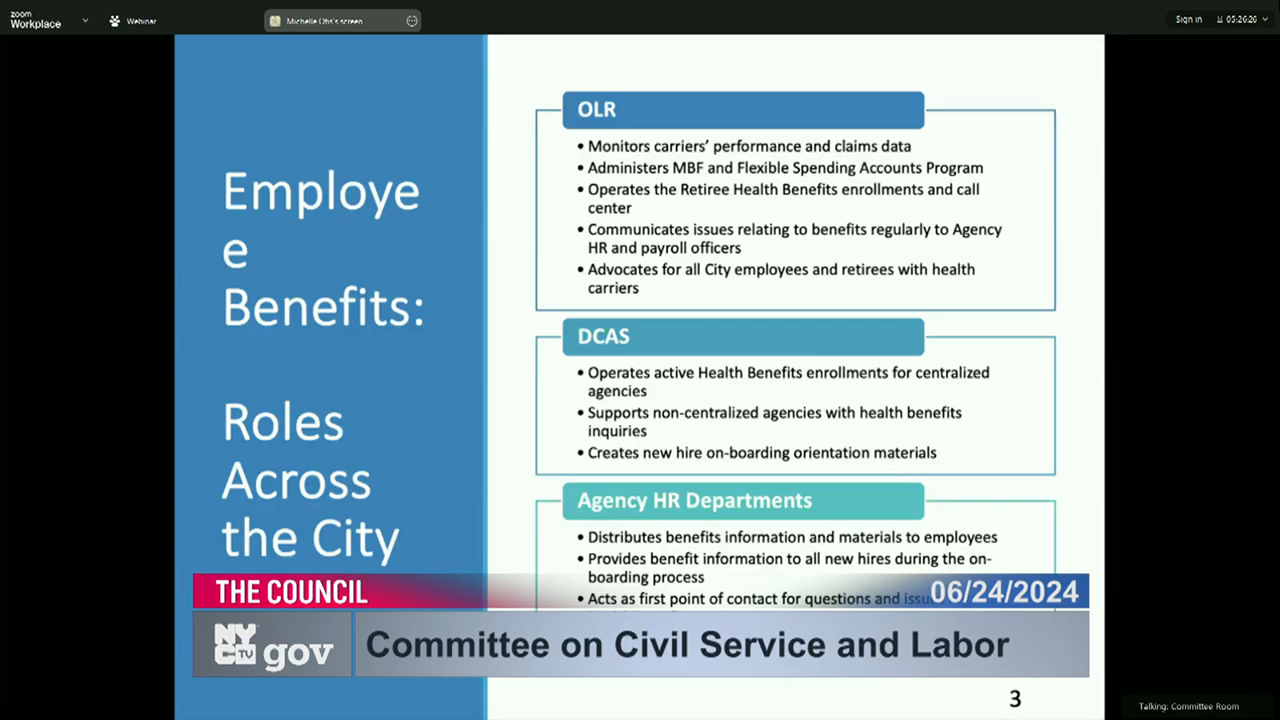 zoom
Workplace
Webinar
Michelle Otis's screen
Sign in
05:26:26
Employe
e
Benefits:
Roles
Across
the City
OLR
• Monitors carriers' performance and claims data
• Administers MBF and Flexible Spending Accounts Program
• Operates the Retiree Health Benefits enrollments and call
center
• Communicates issues relating to benefits regularly to Agency
HR and payroll officers
• Advocates for all City employees and retirees with health
carriers
DCAS
• Operates active Health Benefits enrollments for centralized
agencies
• Supports non-centralized agencies with health benefits
inquiries
• Creates new hire on-boarding orientation materials
Agency HR Departments
• Distributes benefits information and materials to employees
• Provides benefit information to all new hires during the on-
boarding process
• Acts as first point of contact for questions and
THE COUNCIL
06/24/2024
NYC TV gov
Committee on Civil Service and Labor
3
Talking: Committee Room